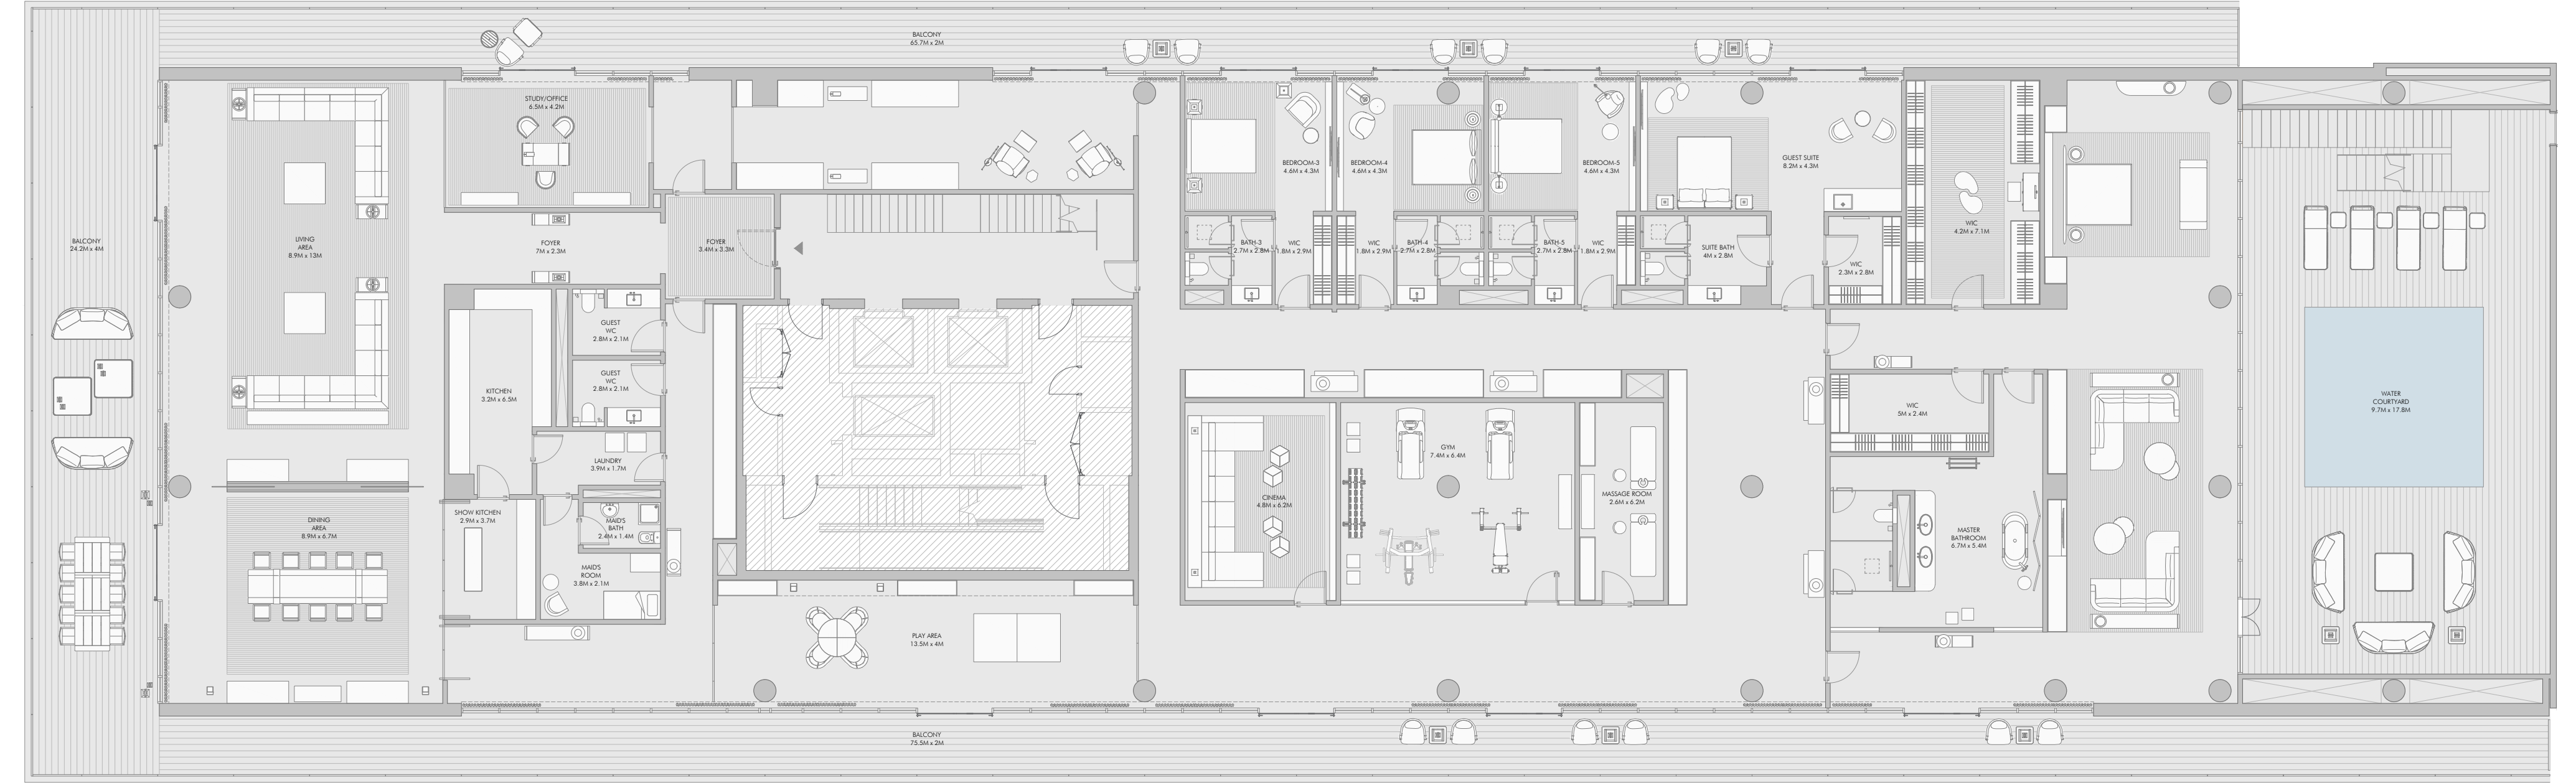 BALCONY
65.7M x 2M
STUDY/OFFICE
6.5M x 4.2M
BALCONY
24.2M x 4M
LIVING
AREA
8.9M x 13M
FOYER
7M x 2.3M
FOYER
3.4M x 3.3M
BEDROOM-3
4.6M x 4.3M
BEDROOM-4
4.6M x 4.3M
BEDROOM-5
4.6M x 4.3M
GUEST SUITE
8.2M x 4.3M
WIC
4.2M x 7.1M
BATH-3
2.7M x 2.8M
WIC
1.8M x 2.9M
WIC
1.8M x 2.9M
BATH-4
2.7M x 2.8M
BATH-5
2.7M x 2.8M
WIC
1.8M x 2.9M
SUITE BATH
4M x 2.8M
WIC
2.3M x 2.8M
GUEST
WC
2.8M x 2.1M
GUEST
WC
2.8M x 2.1M
KITCHEN
3.2M x 6.5M
LAUNDRY
3.9M x 1.7M
WIC
5M x 2.4M
WATER
COURTYARD
9.7M x 17.8M
GYM
7.4M x 6.4M
CINEMA
4.8M x 6.2M
MASSAGE ROOM
2.6M x 6.2M
SHOW KITCHEN
2.9M x 3.7M
DINING
AREA
8.9M x 6.7M
MAID'S
BATH
2.4M x 1.4M
MAID'S
ROOM
3.8M x 2.1M
MASTER
BATHROOM
6.7M x 5.4M
PLAY AREA
13.5M x 4M
BALCONY
75.5M x 2M